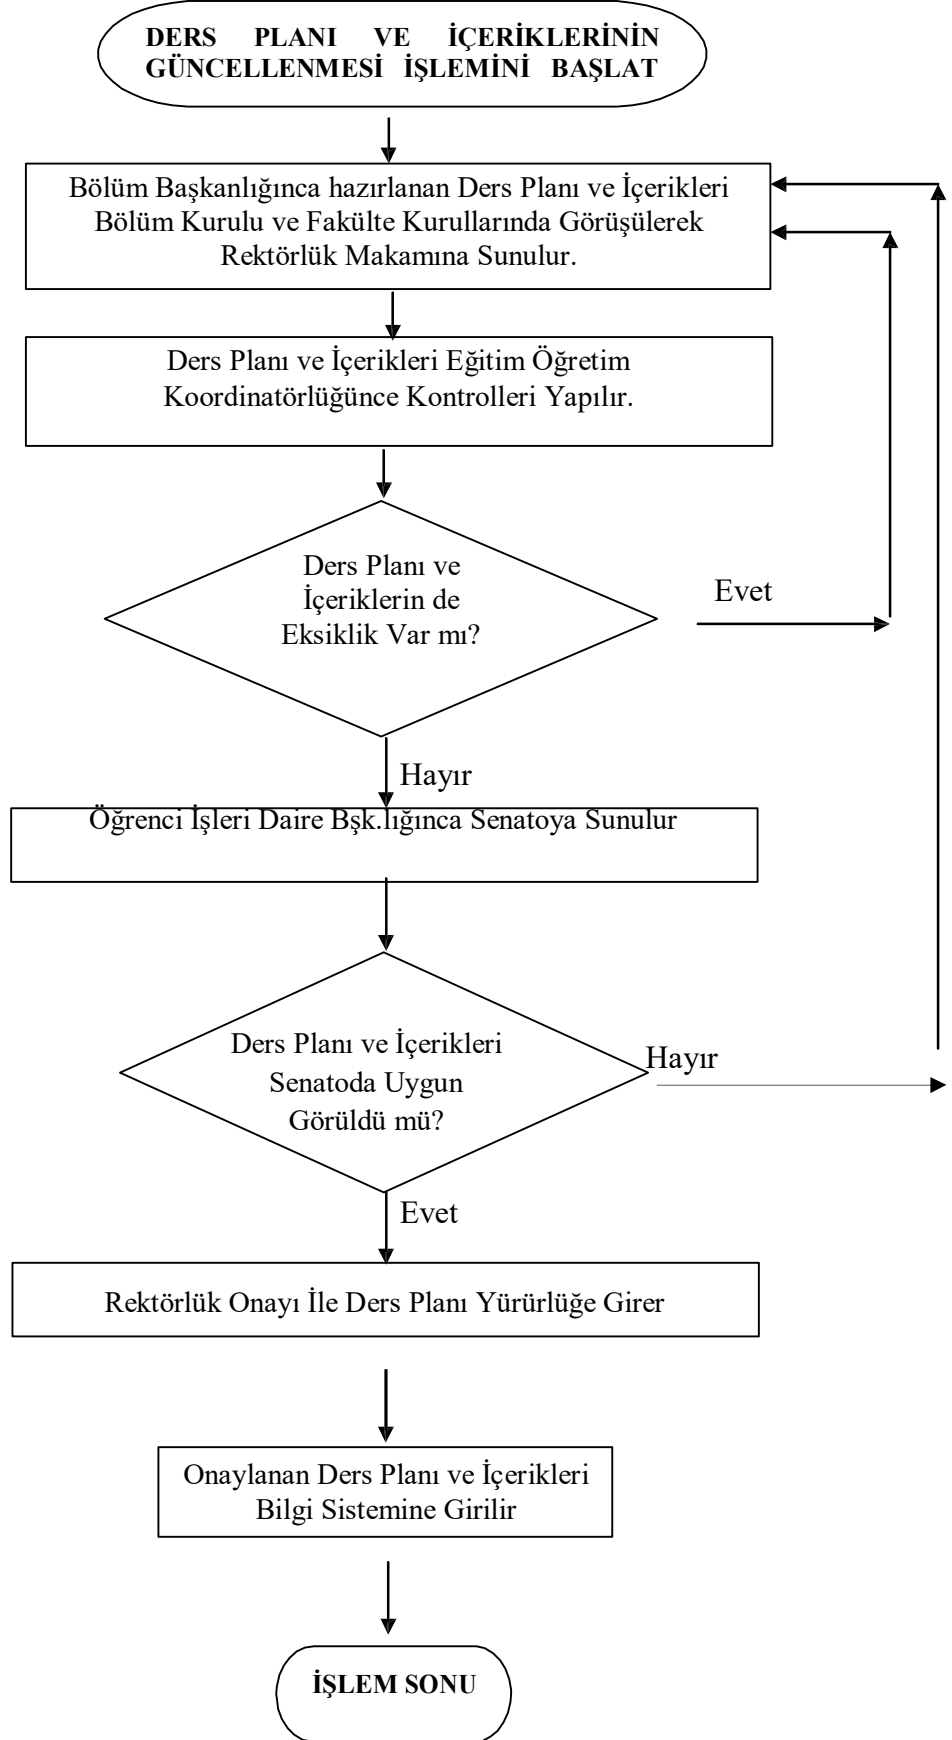 DERS PLANI VE İÇERİKLERİNİN
GÜNCELLENMESİ İŞLEMİNİ BAŞLAT
Bölüm Başkanlığınca hazırlanan Ders Planı ve İçerikleri
Bölüm Kurulu ve Fakülte Kurullarında Görüşülerek
Rektörlük Makamına Sunulur.
Ders Planı ve İçerikleri Eğitim Öğretim
Koordinatörlüğünce Kontrolleri Yapılır.
Ders Planı ve
İçeriklerin de
Eksiklik Var mı?
Evet
Hayır
Öğrenci İşleri Daire Bşk.lığınca Senatoya Sunulur
Ders Planı ve İçerikleri
Senatoda Uygun
Görüldü mü?
Hayır
Evet
Rektörlük Onayı İle Ders Planı Yürürlüğe Girer
Onaylanan Ders Planı ve İçerikleri
Bilgi Sistemine Girilir
İŞLEM SONU